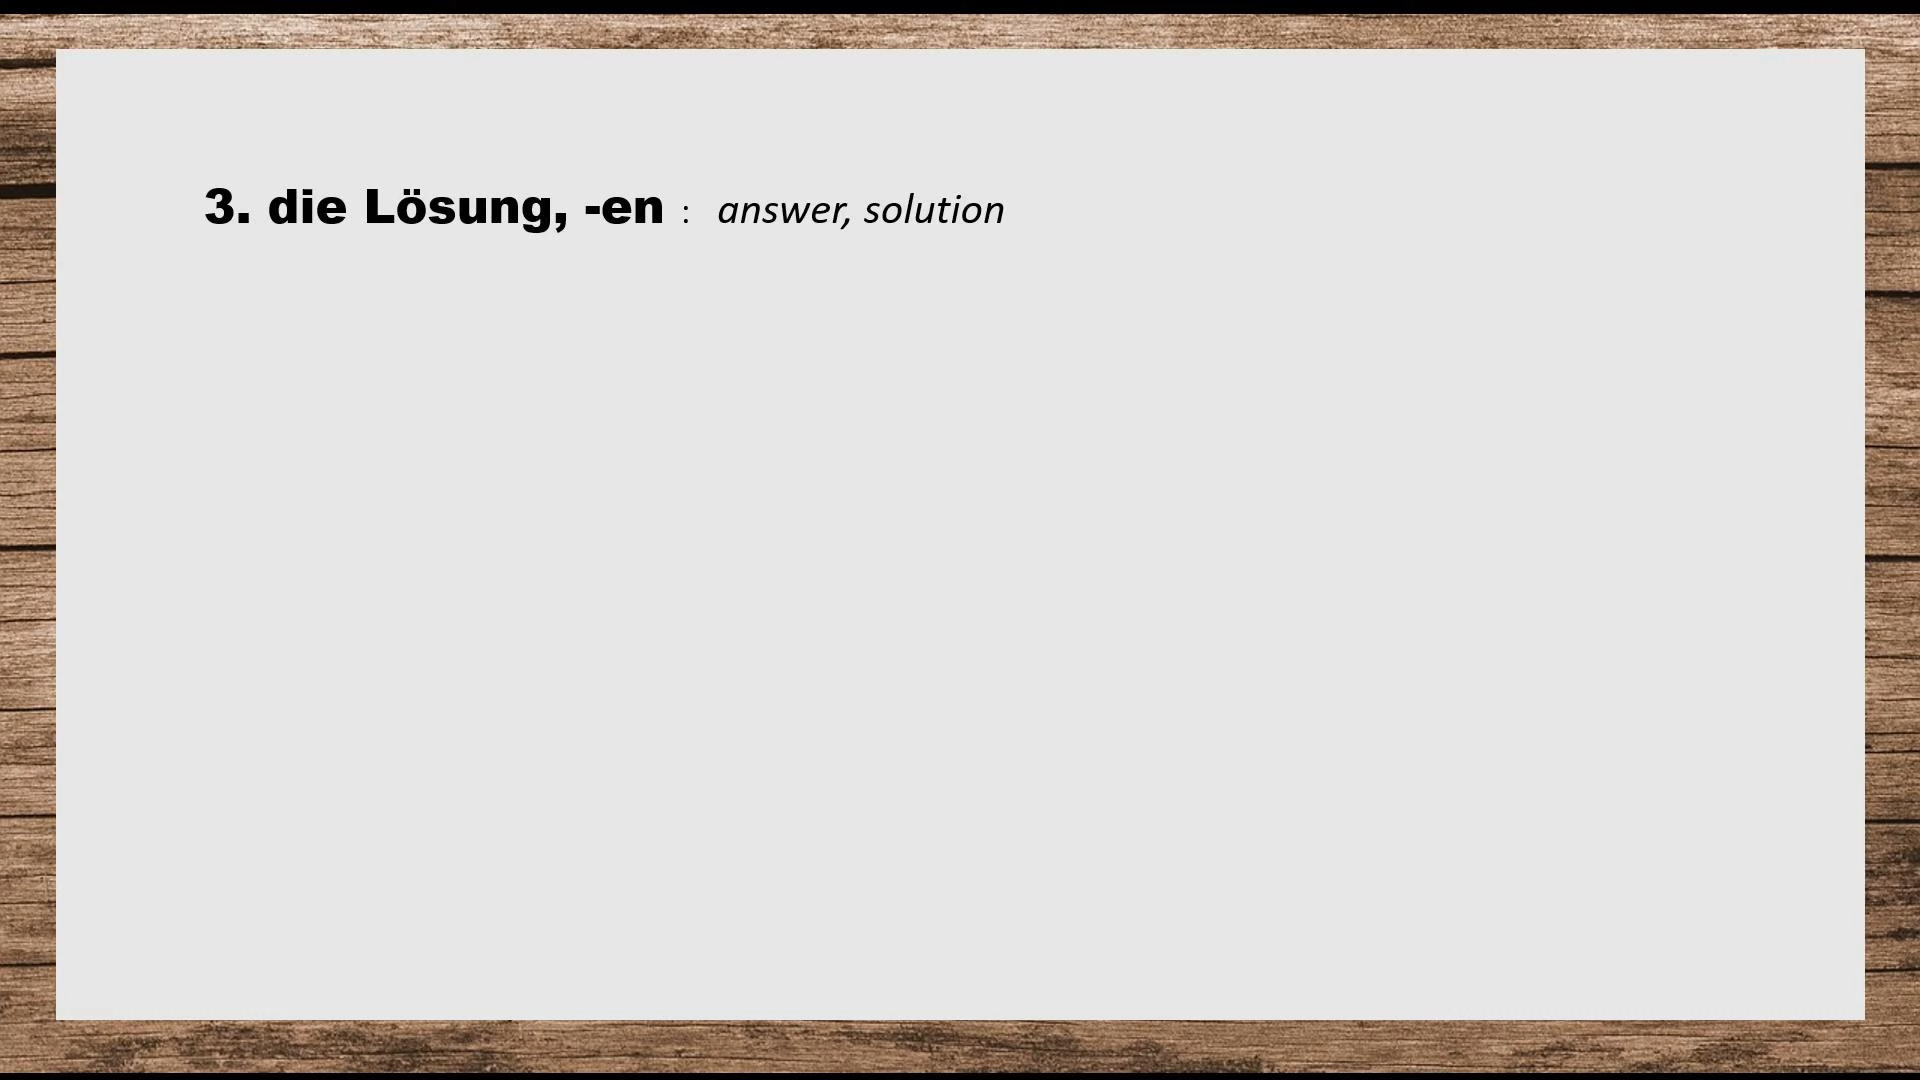 3. die Lösung, -en : answer, solution